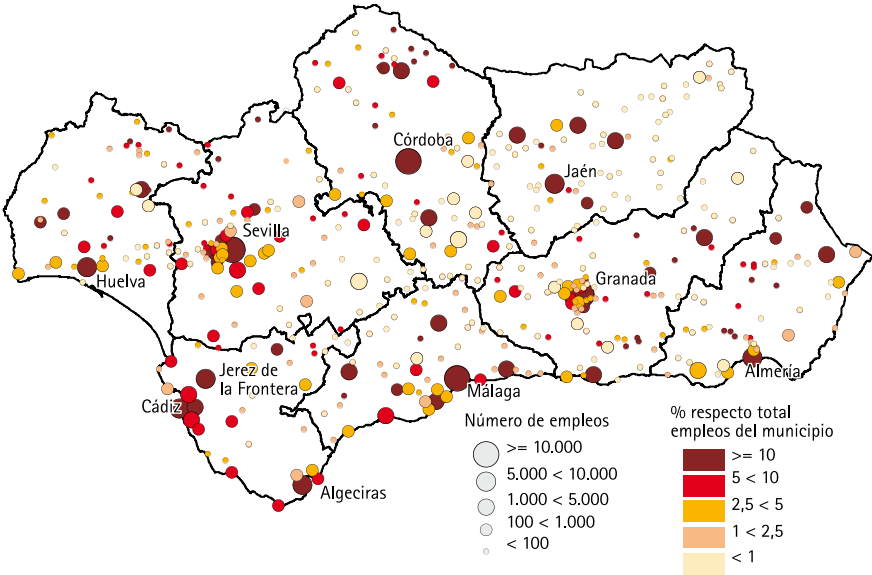 Córdoba
Jaén
Sevilla
Huelva
Granada
Jerez de
la Frontera
Cádiz
Málaga
Almería
Algeciras
Número de empleos
>= 10.000
5.000 < 10.000
1.000 < 5.000
100 < 1.000
< 100
% respecto total
empleos del municipio
>= 10
5 < 10
2,5 < 5
1 < 2,5
< 1